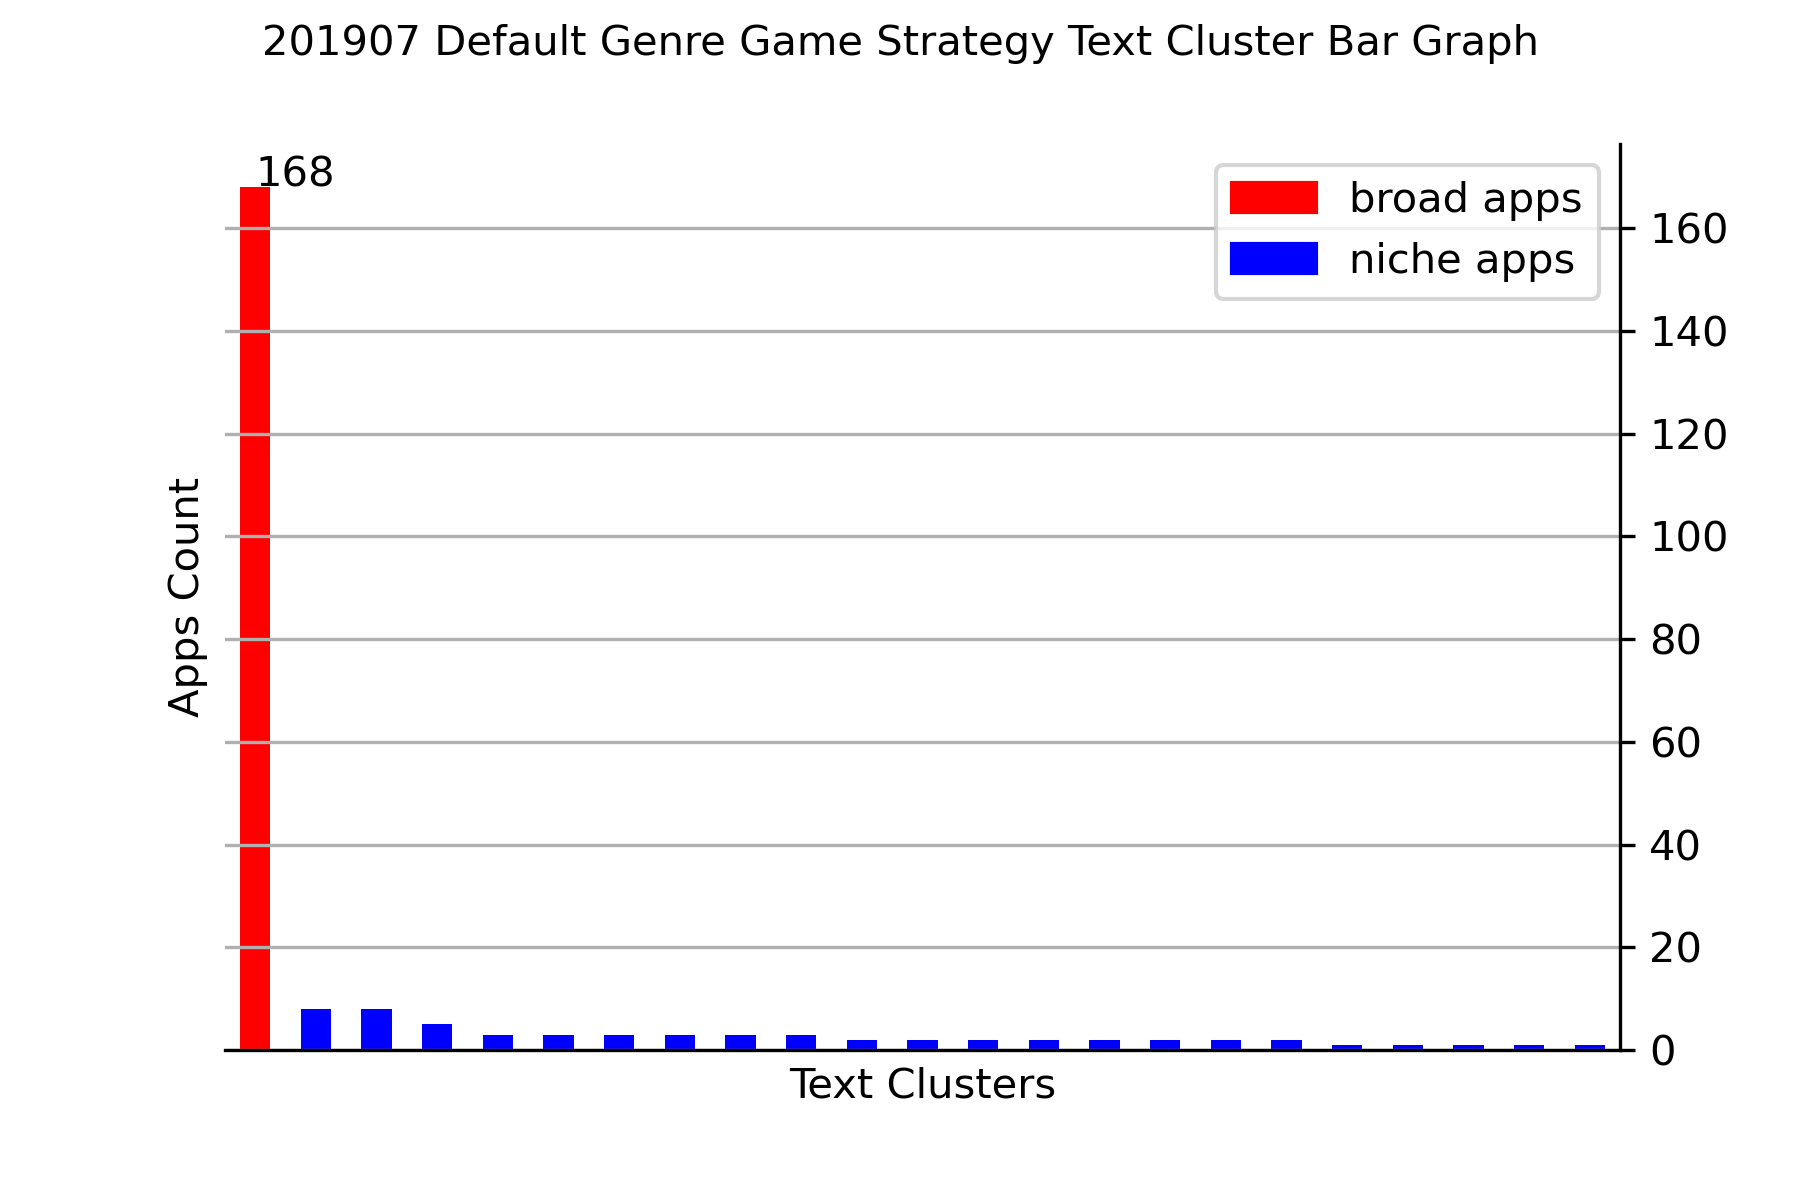 201907 Default Genre Game Strategy Text Cluster Bar Graph
168
broad apps
niche apps
160
140
120
100
80
60
40
20
0
Apps Count
Text Clusters